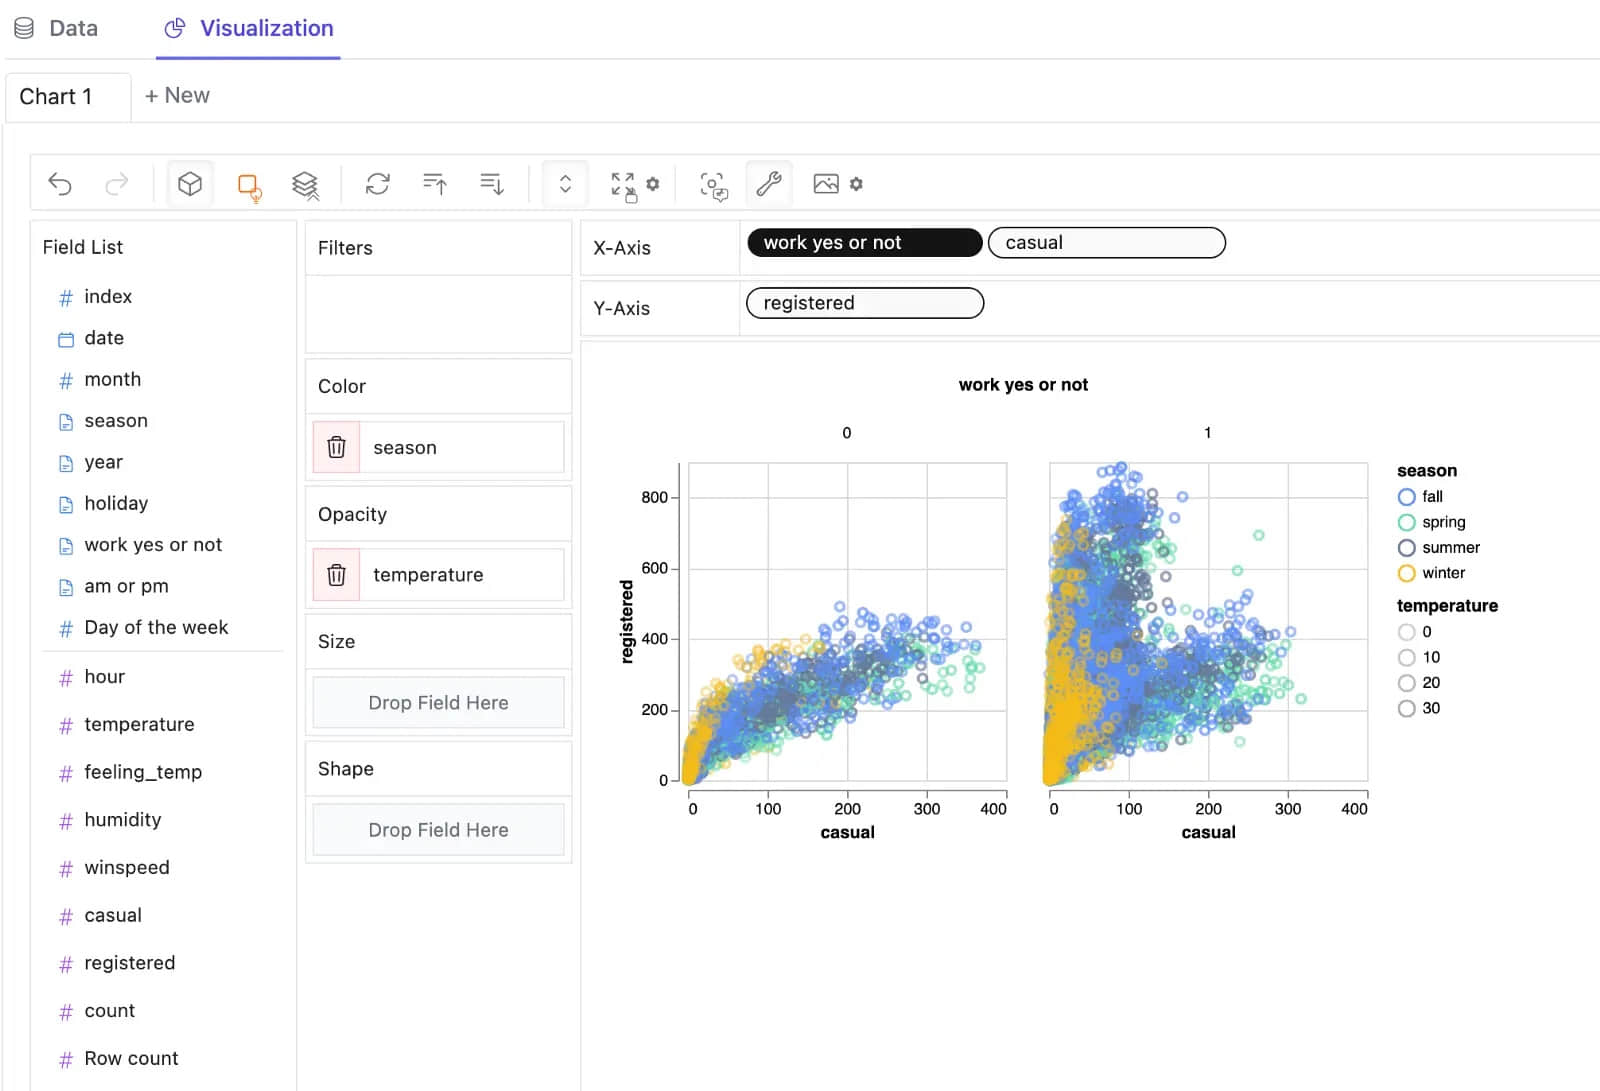 Data
Visualization
Chart 1
+ New
Field List
index
date
month
season
year
holiday
work yes or not
am or pm
Day of the week
hour
temperature
feeling_temp
humidity
winspeed
casual
registered
count
Row count
Filters
Color
season
Opacity
temperature
Size
Drop Field Here
Shape
Drop Field Here
X-Axis
work yes or not
casual
Y-Axis
registered
work yes or not
0
1
registered
800
600
400
200
0
0 100 200 300 400
casual
0 100 200 300 400
casual
season
fall
spring
summer
winter
temperature
0
10
20
30